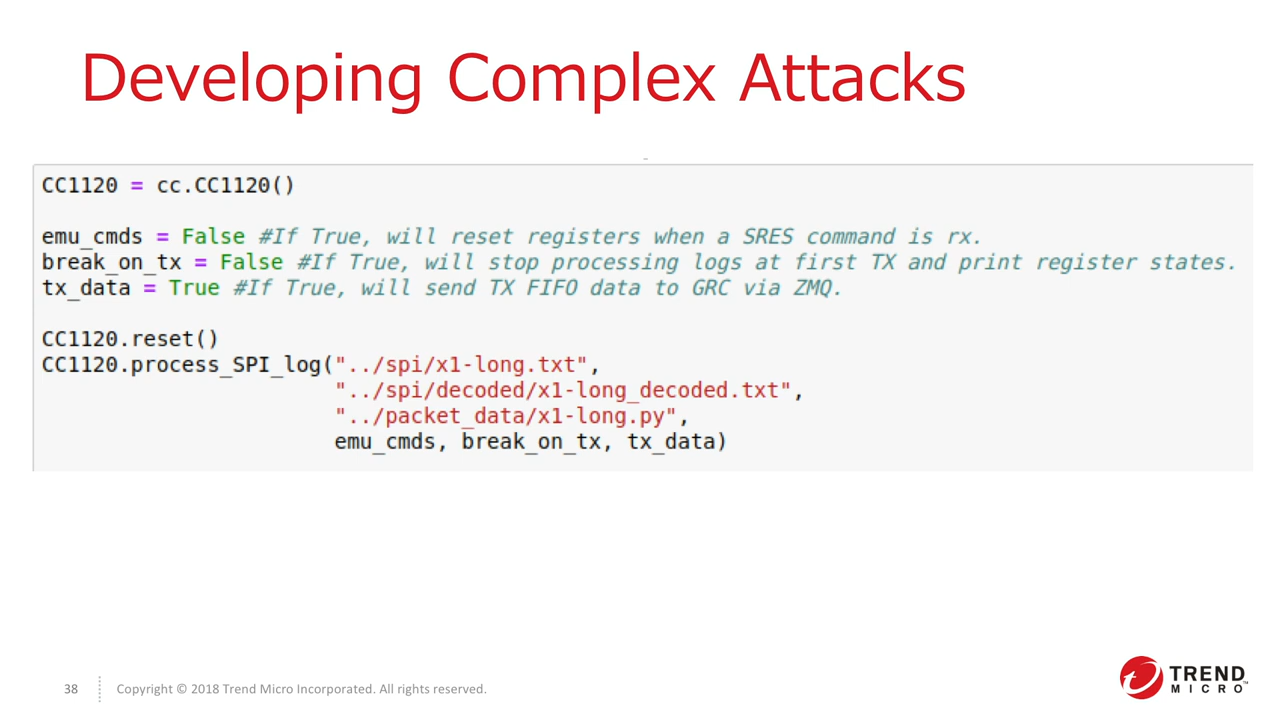 Developing Complex Attacks
CC1120 = cc.CC1120()
emu_cmds = False #If True, will reset registers when a SRES command is rx.
break_on_tx = False #If True, will stop processing logs at first TX and print register states.
tx_data = True #If True, will send TX FIFO data to GRC via ZMQ.
CC1120.reset()
CC1120.process_SPI_log("../spi/x1-long.txt",
"../spi/decoded/x1-long_decoded.txt",
"../packet_data/x1-long.py",
emu_cmds, break_on_tx, tx_data)
38
Copyright © 2018 Trend Micro Incorporated. All rights reserved.
TREND
MICRO™